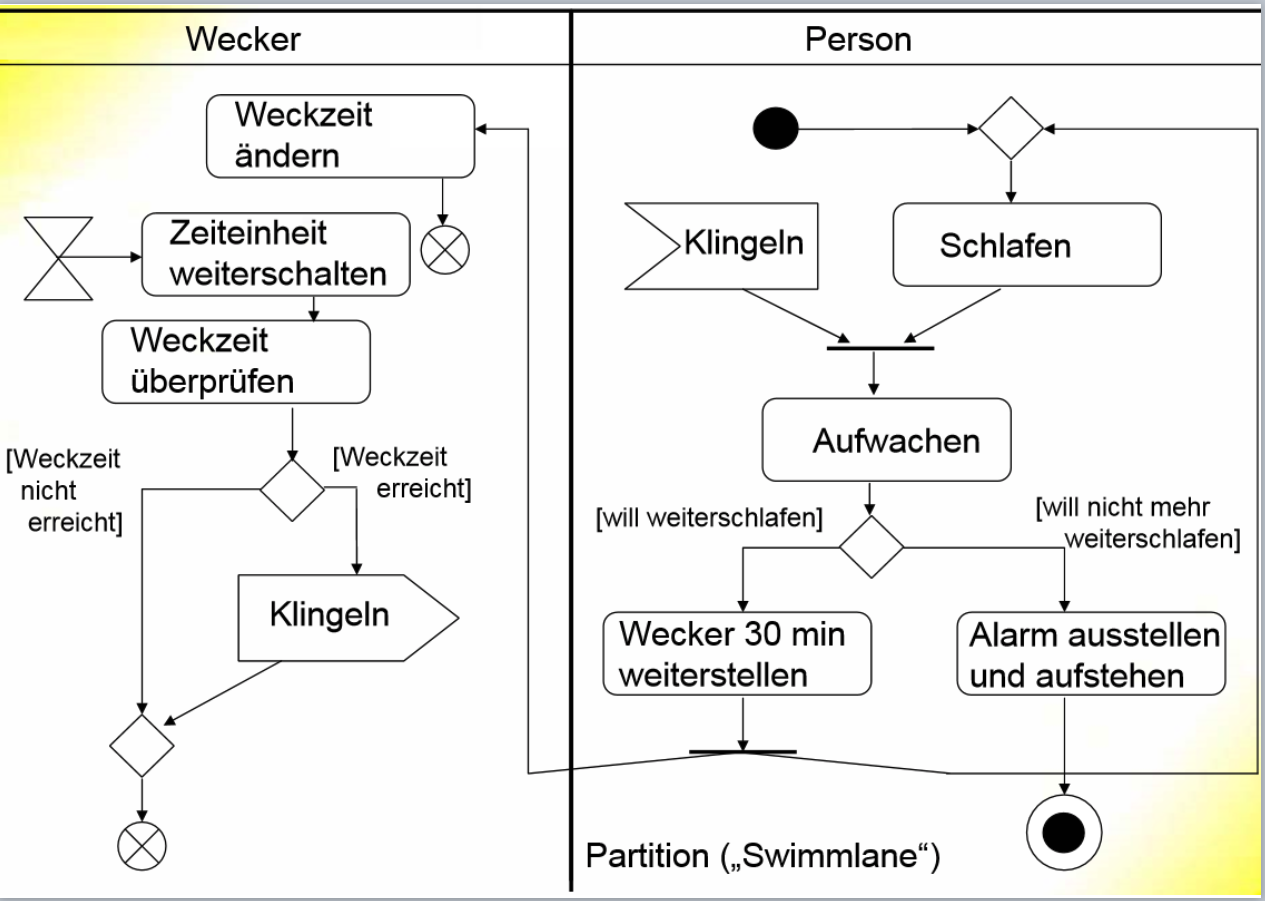 Wecker
Person
Weckzeit
ändern
Zeiteinheit
weiterschalten
Klingeln
Schlafen
Weckzeit
überprüfen
Aufwachen
[Weckzeit
nicht
erreicht]
[Weckzeit
erreicht]
[will weiterschlafen]
[will nicht mehr
weiterschlafen]
Klingeln
Wecker 30 min
weiterstellen
Alarm ausstellen
und aufstehen
Partition („Swimmlane“)